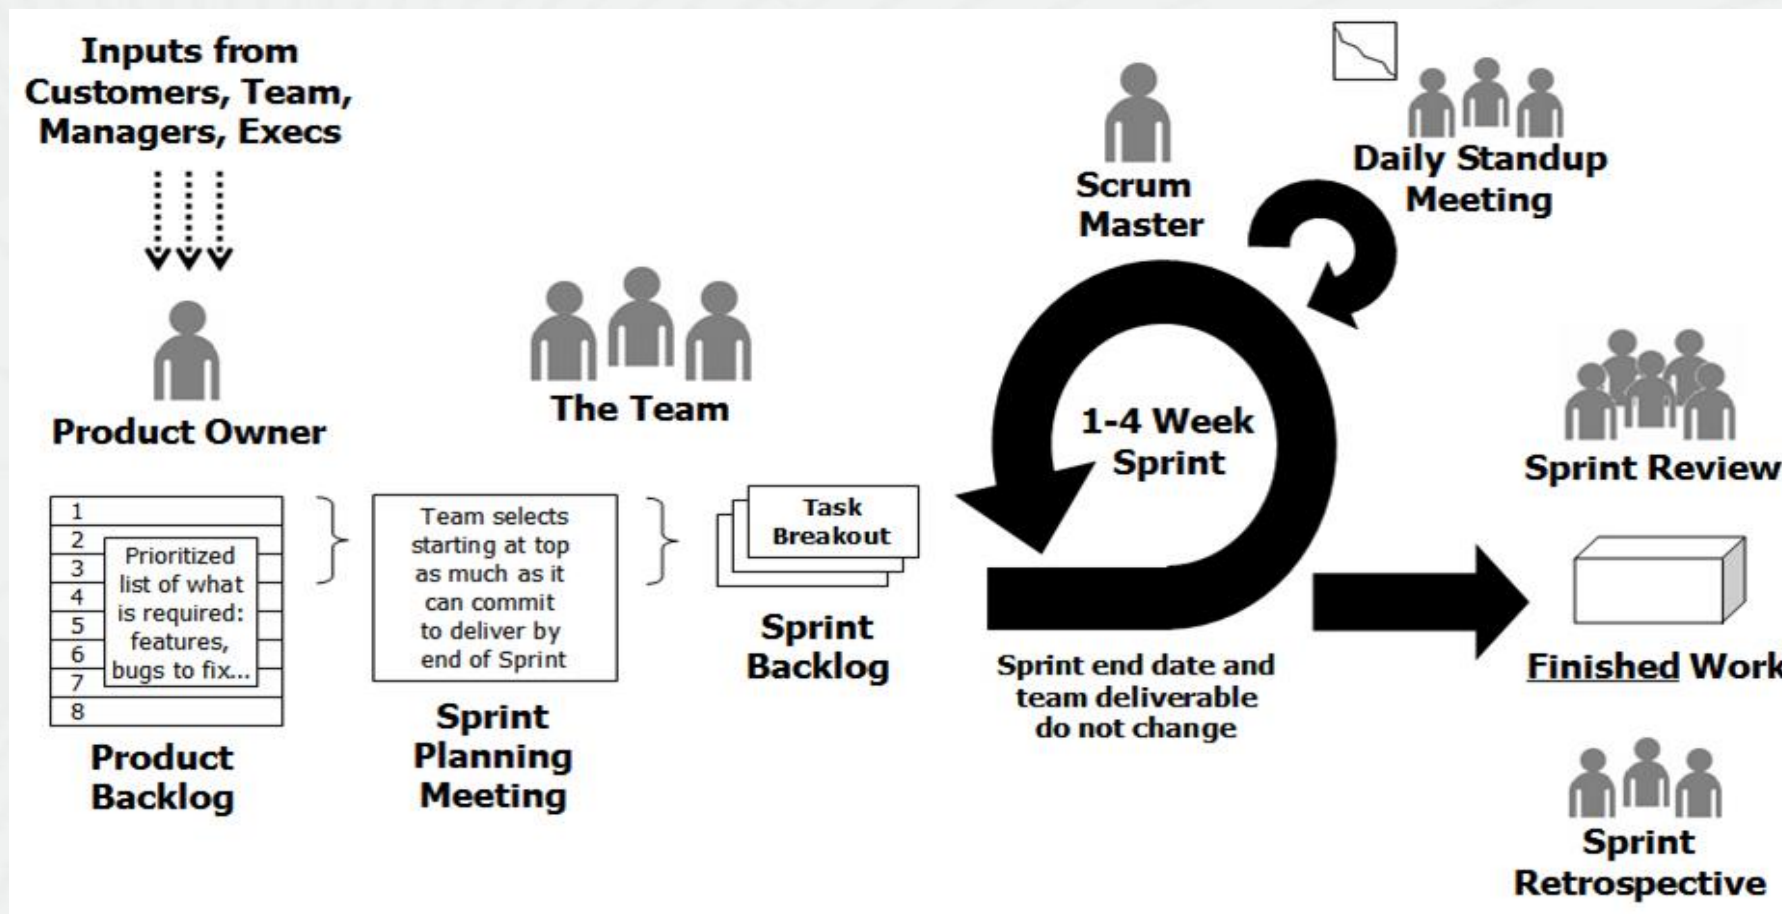 Inputs from
Customers, Team,
Managers, Execs
Product Owner
The Team
Scrum
Master
Daily Standup
Meeting
1-4 Week
Sprint
Sprint Review
1
2
3
4
5
6
7
8
Prioritized
list of what
is required:
features,
bugs to fix...
Product
Backlog
Team selects
starting at top
as much as it
can commit
to deliver by
end of Sprint
Sprint
Planning
Meeting
Task
Breakout
Sprint
Backlog
Sprint end date and
team deliverable
do not change
Finished Work
Sprint
Retrospective